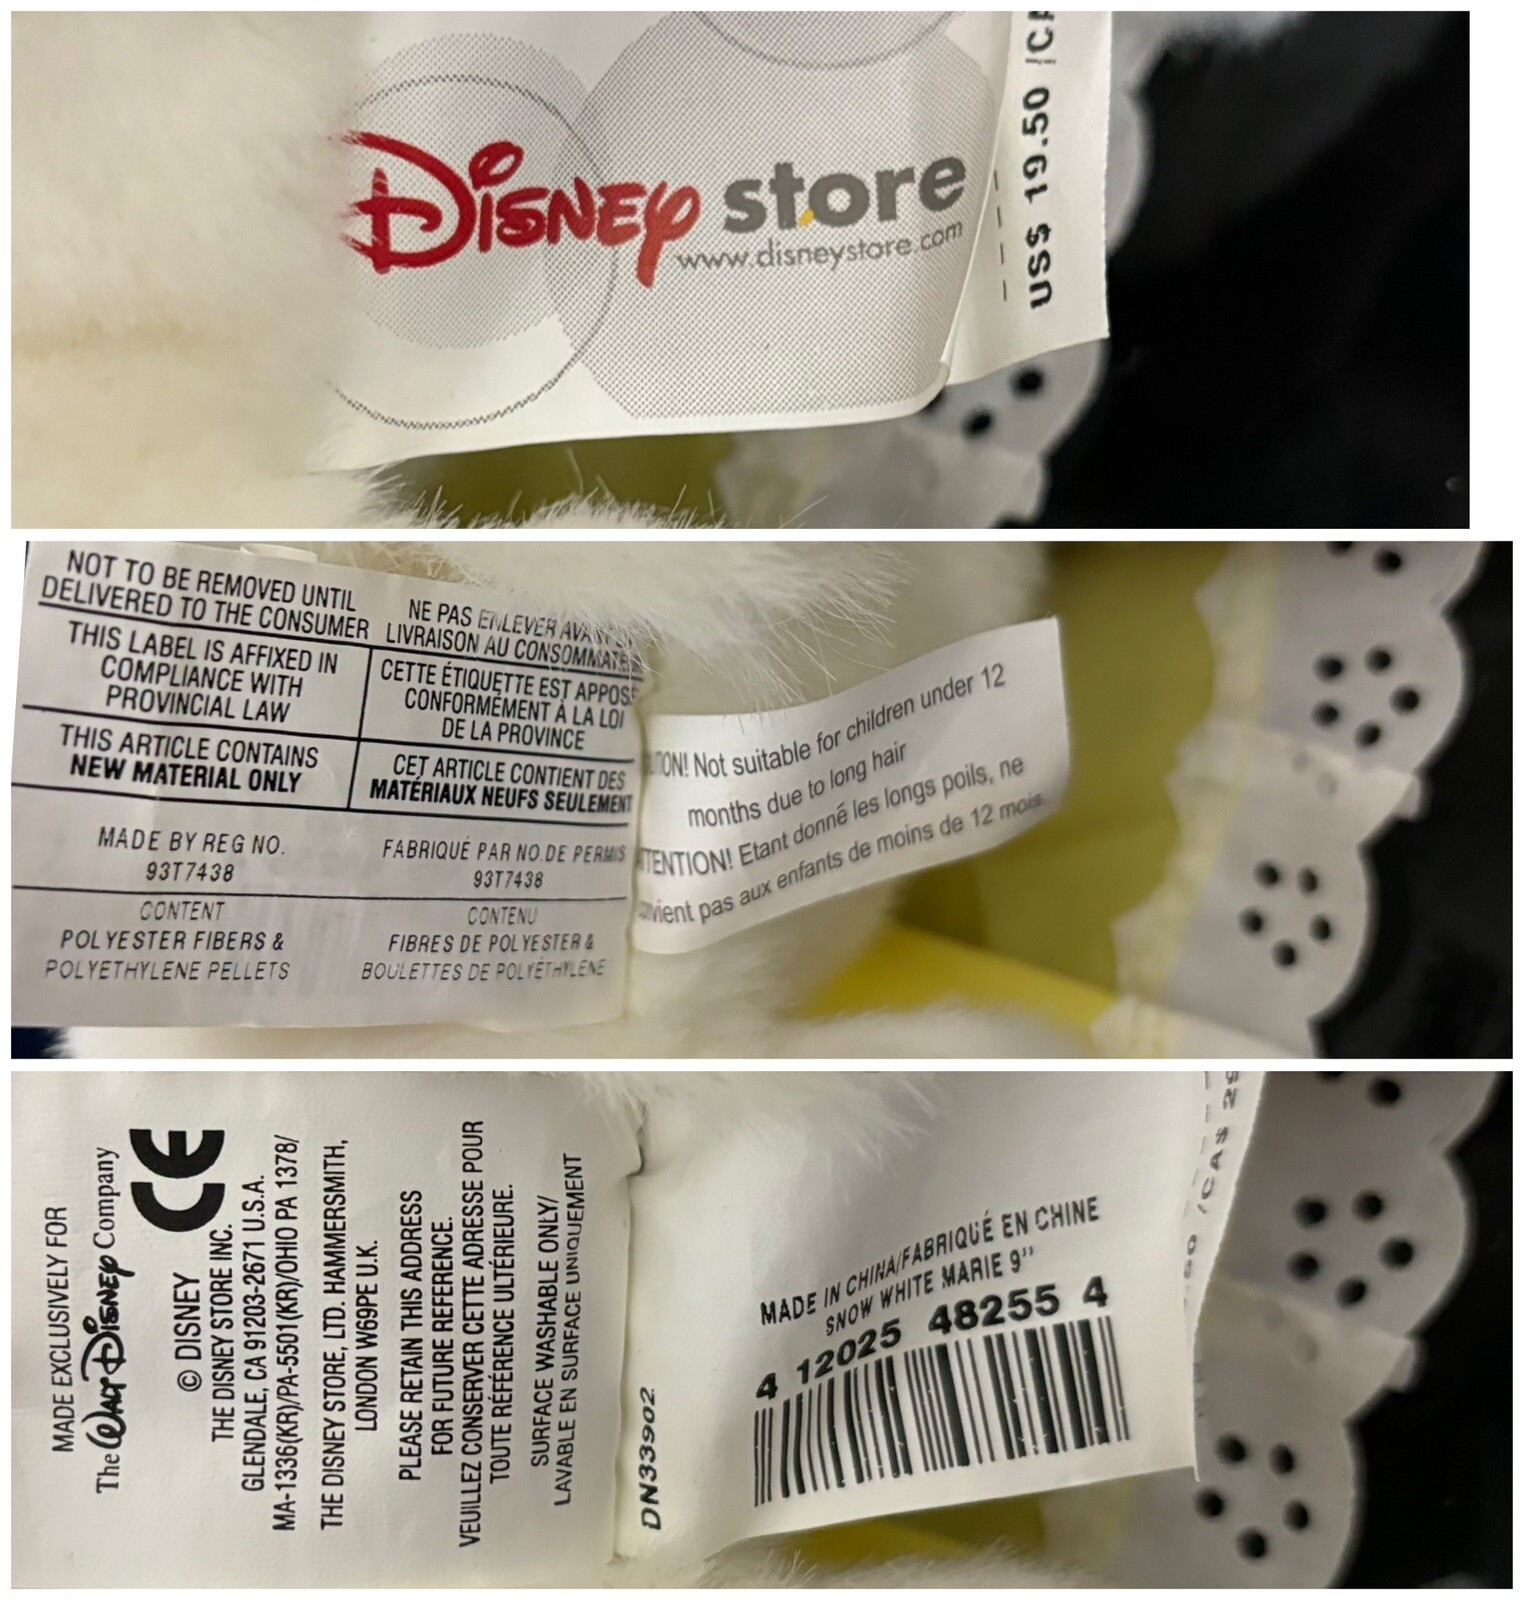 DISNEY store
www.disneystore.com
US$ 19.50
NOT TO BE REMOVED UNTIL
DELIVERED TO THE CONSUMER
NE PAS ENLEVER
LIVRAISON AU
THIS LABEL IS AFFIXED IN
COMPLIANCE WITH
PROVINCIAL LAW
CETTE ÉTIQUETTE EST
CONFORMÉMENT À LA LOI
DE LA PROVINCE
THIS ARTICLE CONTAINS
NEW MATERIAL ONLY
CET ARTICLE CONTIENT DES
MATÉRIAUX NEUFS SEULEMENT
MADE BY REG NO.
93T7438
FABRIQUÉ PAR NO.DE PERMIS
93T7438
CONTENT
POLYESTER FIBERS &
POLYETHYLENE PELLETS
CONTENU
FIBRES DE POLYESTER &
BOULETTES DE POLYÉTHYLENE
Not suitable for children under 12
months due to long hair
Etant donné les longs poils, ne
pas aux enfants de moins de 12 mois
MADE EXCLUSIVELY FOR
The WALT DISNEY Company
CE
© DISNEY
THE DISNEY STORE INC.
GLENDALE, CA 91203-2671 U.S.A.
MA-1336(KR)/PA-5501(KR)/OHIO PA 1378/
THE DISNEY STORE, LTD. HAMMERSMITH,
LONDON W69PE U.K.
PLEASE RETAIN THIS ADDRESS
FOR FUTURE REFERENCE.
VEUILLEZ CONSERVER CETTE ADRESSE POUR
TOUTE RÉFÉRENCE ULTÉRIEURE.
SURFACE WASHABLE ONLY/
LAVABLE EN SURFACE UNIQUEMENT
DN33902
MADE IN CHINA/FABRIQUÉ EN CHINE
SNOW WHITE MARIE 9"
4 12025 48255 4
/CA$